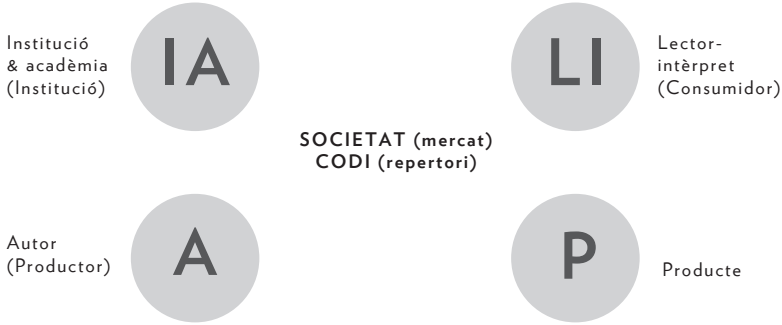 Institució
& acadèmia
(Institució)
IA
LI
Lector-
intèrpret
(Consumidor)
SOCIETAT (mercat)
CODI (repertori)
Autor
(Productor)
A
P
Producte